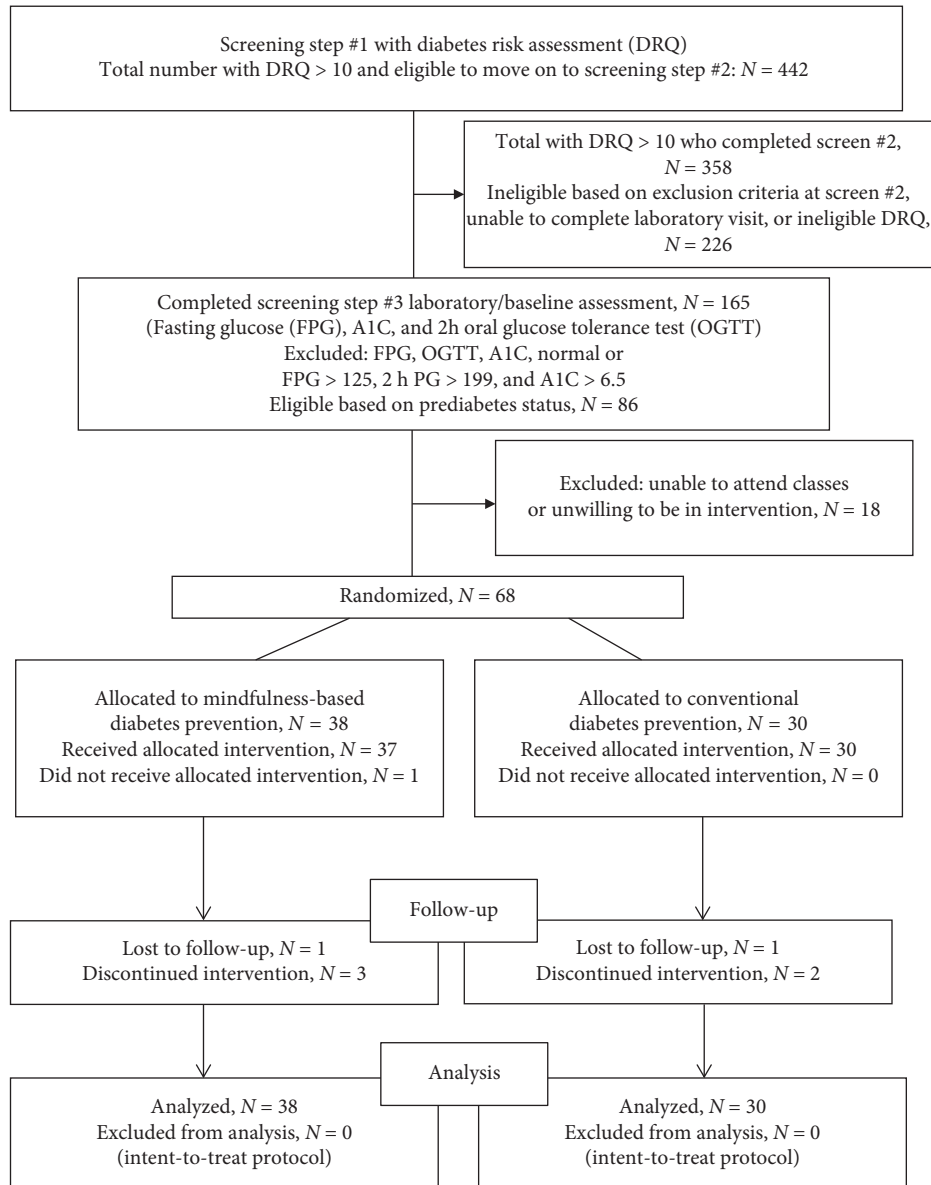 Screening step #1 with diabetes risk assessment (DRQ)
Total number with DRQ > 10 and eligible to move on to screening step #2: N = 442
Total with DRQ > 10 who completed screen #2,
N = 358
Ineligible based on exclusion criteria at screen #2,
unable to complete laboratory visit, or ineligible DRQ,
N = 226
Completed screening step #3 laboratory/baseline assessment, N = 165
(Fasting glucose (FPG), A1C, and 2h oral glucose tolerance test (OGTT)
Excluded: FPG, OGTT, A1C, normal or
FPG > 125, 2 h PG > 199, and A1C > 6.5
Eligible based on prediabetes status, N = 86
Excluded: unable to attend classes
or unwilling to be in intervention, N = 18
Randomized, N = 68
Allocated to mindfulness-based
diabetes prevention, N = 38
Received allocated intervention, N = 37
Did not receive allocated intervention, N = 1
Allocated to conventional
diabetes prevention, N = 30
Received allocated intervention, N = 30
Did not receive allocated intervention, N = 0
Follow-up
Lost to follow-up, N = 1
Discontinued intervention, N = 3
Lost to follow-up, N = 1
Discontinued intervention, N = 2
Analysis
Analyzed, N = 38
Excluded from analysis, N = 0
(intent-to-treat protocol)
Analyzed, N = 30
Excluded from analysis, N = 0
(intent-to-treat protocol)